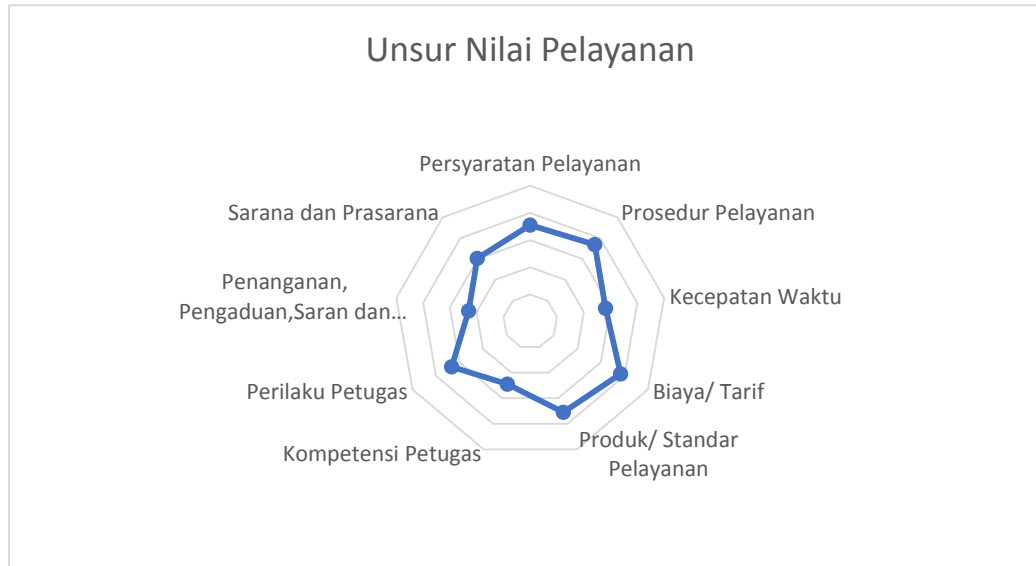 Unsur Nilai Pelayanan
Persyaratan Pelayanan
Prosedur Pelayanan
Kecepatan Waktu
Biaya/ Tarif
Produk/ Standar
Pelayanan
Kompetensi Petugas
Perilaku Petugas
Penanganan,
Pengaduan,Saran dan...
Sarana dan Prasarana